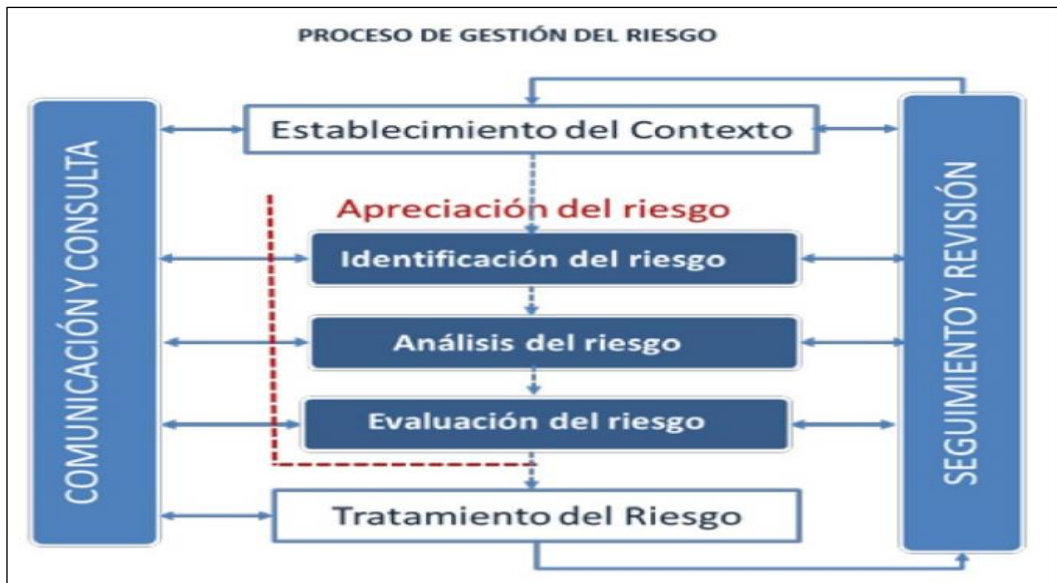 PROCESO DE GESTIÓN DEL RIESGO
COMUNICACIÓN Y CONSULTA
Establecimiento del Contexto
Apreciación del riesgo
Identificación del riesgo
Análisis del riesgo
Evaluación del riesgo
Tratamiento del Riesgo
SEGUIMIENTO Y REVISIÓN